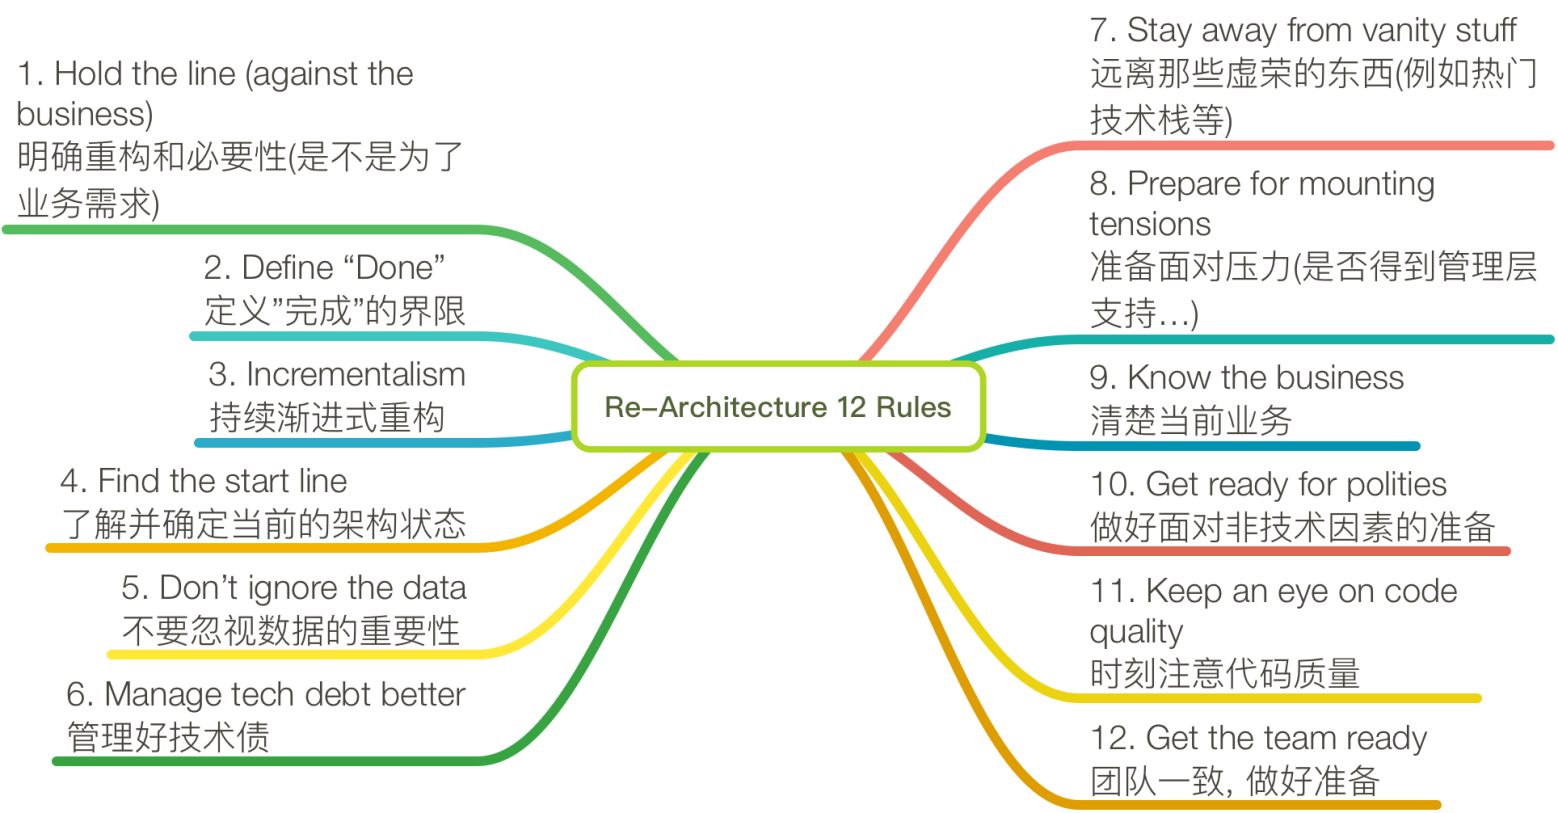 1. Hold the line (against the
business)
明确重构和必要性(是不是为了
业务需求)
2. Define “Done”
定义”完成”的界限
3. Incrementalism
持续渐进式重构
4. Find the start line
了解并确定当前的架构状态
5. Don’t ignore the data
不要忽视数据的重要性
6. Manage tech debt better
管理好技术债
Re-Architecture 12 Rules
7. Stay away from vanity stuff
远离那些虚荣的东西(例如热门
技术栈等)
8. Prepare for mounting
tensions
准备面对压力(是否得到管理层
支持...)
9. Know the business
清楚当前业务
10. Get ready for polities
做好面对非技术因素的准备
11. Keep an eye on code
quality
时刻注意代码质量
12. Get the team ready
团队一致, 做好准备